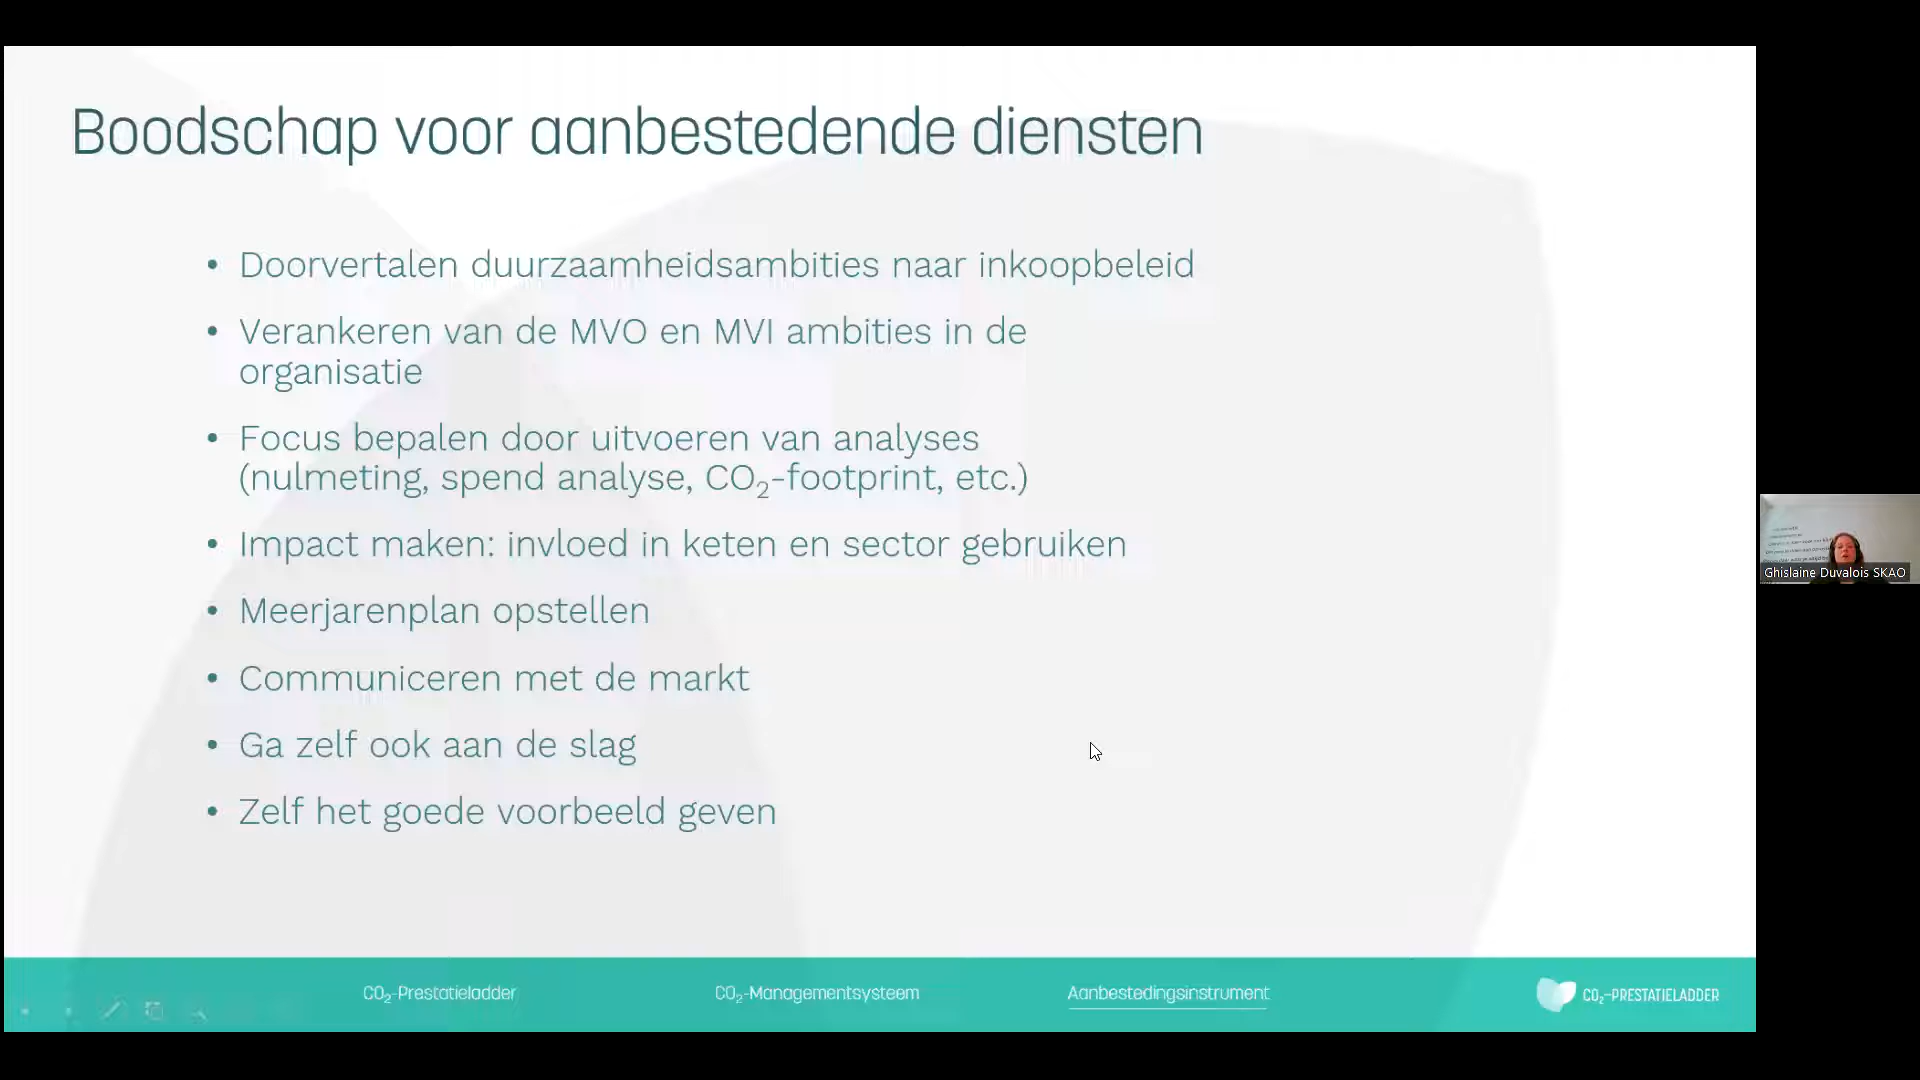 Boodschap voor aanbestedende diensten
• Doorvertalen duurzaamheidsambities naar inkoopbeleid
• Verankeren van de MVO en MVI ambities in de
organisatie
• Focus bepalen door uitvoeren van analyses
(nulmeting, spend analyse, CO₂-footprint, etc.)
• Impact maken: invloed in keten en sector gebruiken
• Meerjarenplan opstellen
• Communiceren met de markt
• Ga zelf ook aan de slag
• Zelf het goede voorbeeld geven
Ghislaine Duvalois SKAO
CO₂-Prestatieladder
CO₂-Managementsysteem
Aanbestedingsinstrument
CO₂-PRESTATIELADDER